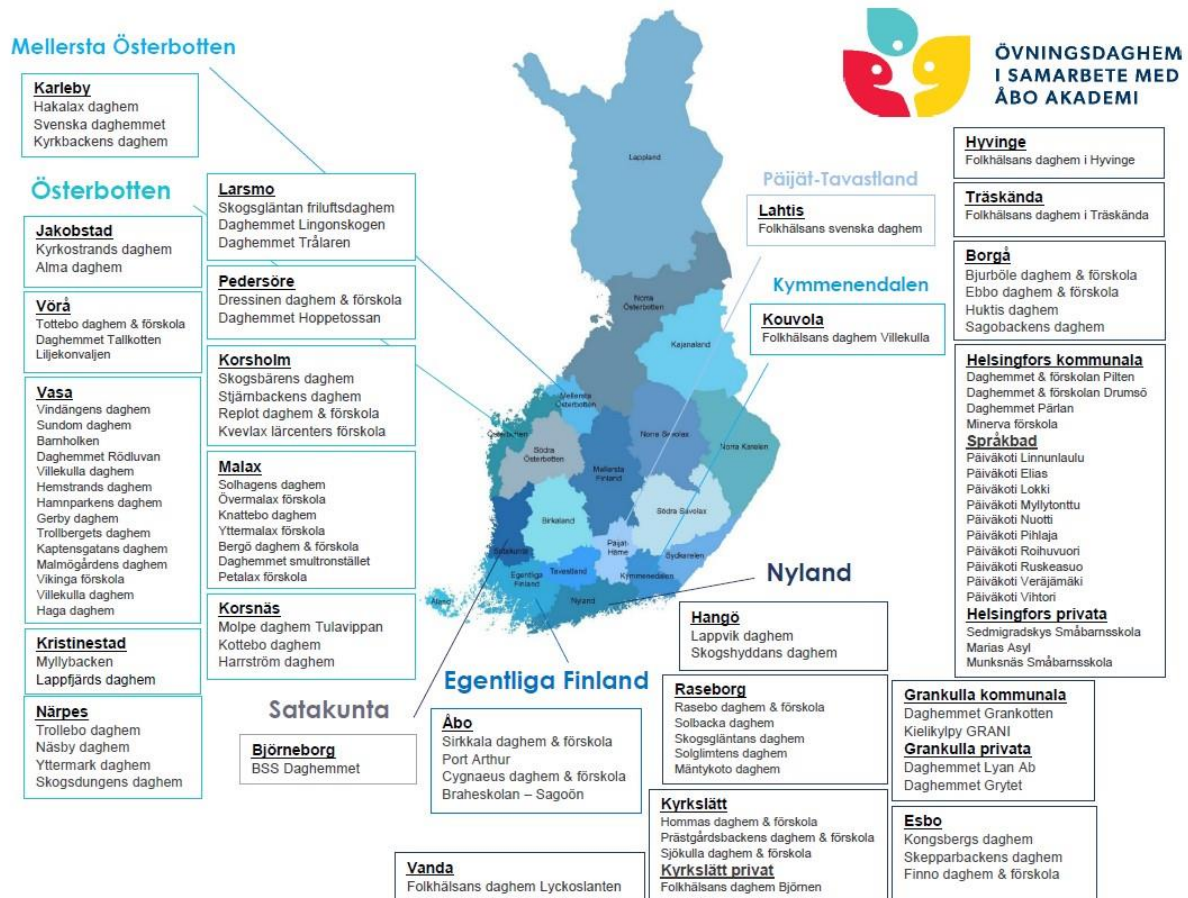 Mellersta Österbotten
Karleby
Hakalax daghem
Svenska daghemmet
Kyrkbackens daghem
Österbotten
Jakobstad
Kyrkostrands daghem
Alma daghem
Vörå
Tottebo daghem & förskola
Daghemmet Tallkotten
Liljekonvaljen
Vasa
Vindängens daghem
Sundom daghem
Barnholken
Daghemmet Rödluvan
Villekulla daghem
Hemstrands daghem
Hamnparkens daghem
Gerby daghem
Trollbergets daghem
Kaptensgatans daghem
Malmögårdens daghem
Vikinga förskola
Villekulla daghem
Haga daghem
Kristinestad
Myllybacken
Lappfjärds daghem
Närpes
Trollebo daghem
Näsby daghem
Yttermark daghem
Skogsdungens daghem
Larsmo
Skogsgläntan friluftsdaghem
Daghemmet Lingonskogen
Daghemmet Trålaren
Pedersöre
Dressinen daghem & förskola
Daghemmet Hoppetossan
Korsholm
Skogsbärens daghem
Stjärnbackens daghem
Replot daghem & förskola
Kvevlax lärcenters förskola
Malax
Solhagens daghem
Övermalax förskola
Knattebo daghem
Yttermalax förskola
Bergö daghem & förskola
Daghemmet smultronstället
Petalax förskola
Korsnäs
Molpe daghem Tulavippan
Kottebo daghem
Harrström daghem
Satakunta
Björneborg
BSS Daghemmet
Lappland
Norra
Österbotten
Kajanaland
Mellersta
Österbotten
Österbotten
Södra
Österbotten
Mellersta
Finland
Norra Savolax
Norra Karelen
Birkaland
Södra Savolax
Satakunta
Päijät-
Häme
Sydkarelen
Tavastland
Egentliga
Finland
Kymmenedalen
Nyland
Åland
Egentliga Finland
Åbo
Sirkkala daghem & förskola
Port Arthur
Cygnaeus daghem & förskola
Braheskolan – Sagoön
Vanda
Folkhälsans daghem Lyckoslanten
ÖVNINGSDAGHEM
I SAMARBETE MED
ÅBO AKADEMI
Päijät-Tavastland
Lahtis
Folkhälsans svenska daghem
Kymmenendalen
Kouvola
Folkhälsans daghem Villekulla
Nyland
Hangö
Lappvik daghem
Skogshyddans daghem
Raseborg
Rasebo daghem & förskola
Solbacka daghem
Skogsgläntans daghem
Solglimtens daghem
Mäntykoto daghem
Kyrkslätt
Hommas daghem & förskola
Prästgårdsbackens daghem & förskola
Sjökulla daghem & förskola
Kyrkslätt privat
Folkhälsans daghem Björnen
Hyvinge
Folkhälsans daghem i Hyvinge
Träskända
Folkhälsans daghem i Träskända
Borgå
Bjurböle daghem & förskola
Ebbo daghem & förskola
Huktis daghem
Sagobackens daghem
Helsingfors kommunala
Daghemmet & förskolan Pilten
Daghemmet & förskolan Drumsö
Daghemmet Pärlan
Minerva förskola
Språkbad
Päiväkoti Linnunlaulu
Päiväkoti Elias
Päiväkoti Lokki
Päiväkoti Myllytonttu
Päiväkoti Nuotti
Päiväkoti Pihlaja
Päiväkoti Roihuvuori
Päiväkoti Ruskeasuo
Päiväkoti Veräjämäki
Päiväkoti Vihtori
Helsingfors privata
Sedmigradskys Småbarnsskola
Marias Asyl
Munksnäs Småbarnsskola
Grankulla kommunala
Daghemmet Grankotten
Kielikylpy GRANI
Grankulla privata
Daghemmet Lyan Ab
Daghemmet Grytet
Esbo
Kongsbergs daghem
Skepparbackens daghem
Finno daghem & förskola